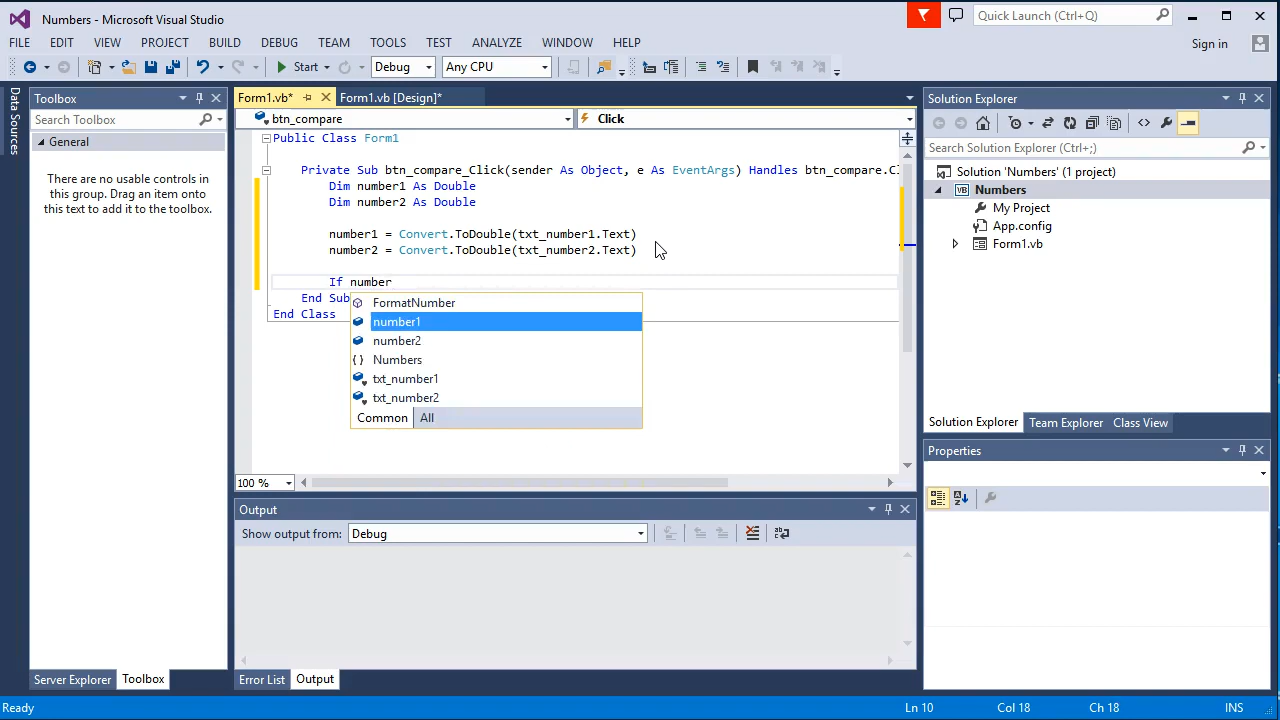 Numbers - Microsoft Visual Studio
Quick Launch (Ctrl+Q)
FILE EDIT VIEW PROJECT BUILD DEBUG TEAM TOOLS TEST ANALYZE WINDOW HELP
Sign in
Start Debug Any CPU
Data Sources
Toolbox
Search Toolbox
General
There are no usable controls in
this group. Drag an item onto
this text to add it to the toolbox.
Server Explorer Toolbox
Form1.vb* Form1.vb [Design]*
btn_compare Click
Public Class Form1
Private Sub btn_compare_Click(sender As Object, e As EventArgs) Handles btn_compare.Cl
Dim number1 As Double
Dim number2 As Double
number1 = Convert.ToDouble(txt_number1.Text)
number2 = Convert.ToDouble(txt_number2.Text)
If number
End Sub
End Class
FormatNumber
number1
number2
{ } Numbers
txt_number1
txt_number2
Common All
100 %
Output
Show output from: Debug
Error List Output
Solution Explorer
Search Solution Explorer (Ctrl+;)
Solution 'Numbers' (1 project)
VB Numbers
My Project
App.config
Form1.vb
Solution Explorer Team Explorer Class View
Properties
Ready Ln 10 Col 18 Ch 18 INS